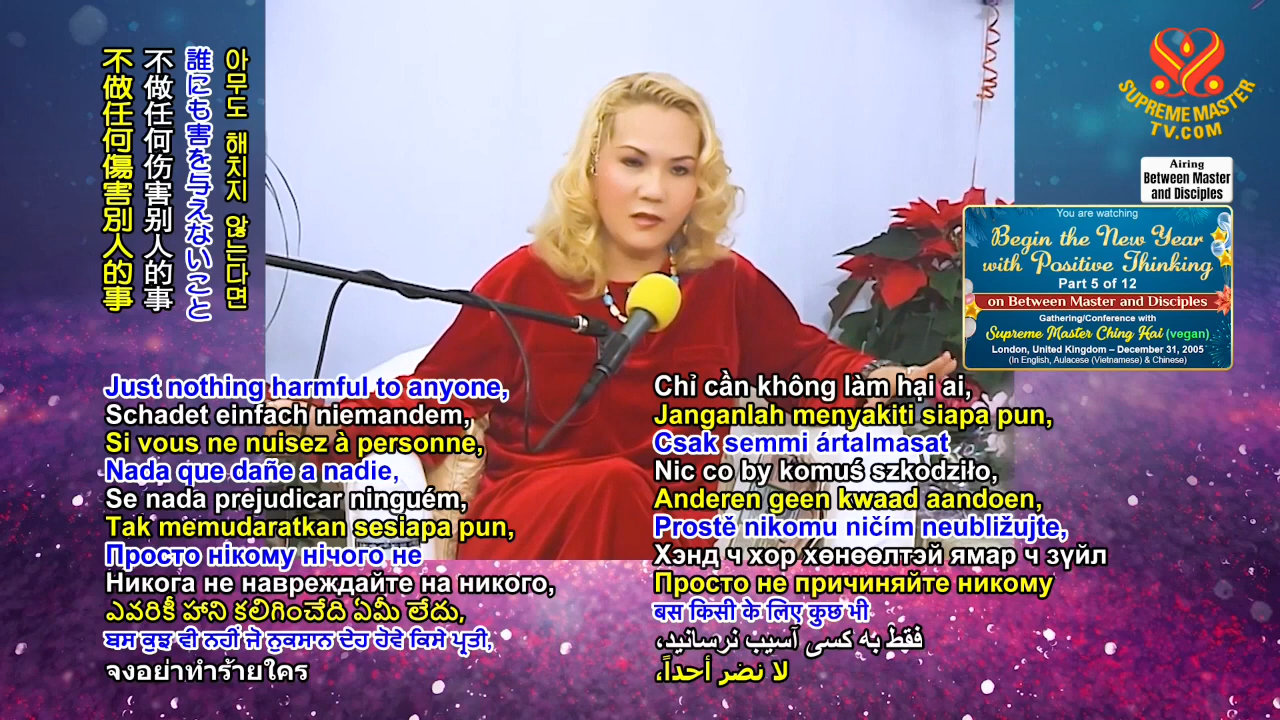 아무도 해치지 않는다면
誰にも害を与えないこと
不做任何伤害别人的事
不做任何傷害別人的事
SUPREME MASTER
TV.COM
Airing
Between Master
and Disciples
You are watching
Begin the New Year
with Positive Thinking
Part 5 of 12
on Between Master and Disciples
Gathering/Conference with
Supreme Master Ching Hai (vegan)
London, United Kingdom – December 31, 2005
(In English, Aulacese (Vietnamese) & Chinese)
Just nothing harmful to anyone,
Schadet einfach niemandem,
Si vous ne nuisez à personne,
Nada que dañe a nadie,
Se nada prejudicar ninguém,
Tak memudaratkan sesiapa pun,
Просто нікому нічого не
Никога не навреждайте на никого,
ఎవరికీ హాని కలిగించేది ఏమీ లేదు,
ਬਸ ਕੁਝ ਵੀ ਨਹੀਂ ਜੋ ਨੁਕਸਾਨ ਦੇਹ ਹੋਵੇ ਕਿਸੇ ਪ੍ਰਤੀ,
จงอย่าทำร้ายใคร
Chỉ cần không làm hại ai,
Janganlah menyakiti siapa pun,
Csak semmi ártalmasat
Nic co by komuś szkodziło,
Anderen geen kwaad aandoen,
Prostě nikomu ničím neubližujte,
Хэнд ч хор хөнөөлтэй ямар ч зүйл
Просто не причиняйте никому
बस किसी के लिए कुछ भी
فقط به کسی آسیب نرسانید،
لا نضر أحداً،